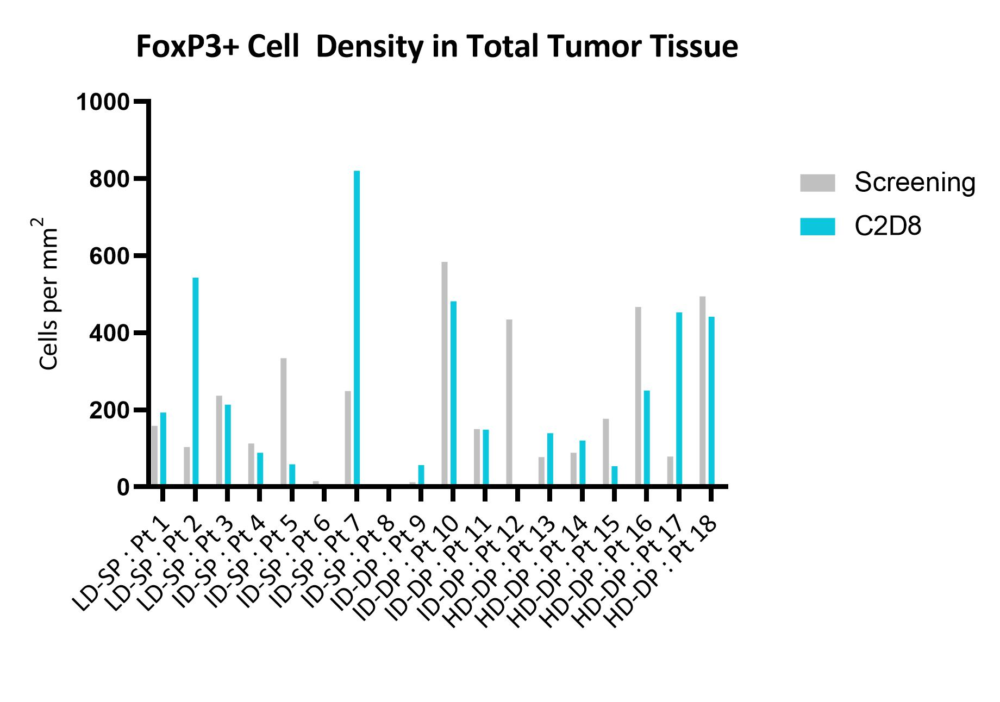 FoxP3+ Cell  Density in Total Tumor Tissue
1000
800
600
400
200
0
Cells per mm²
Screening
C2D8
LD-SP : Pt 1
LD-SP : Pt 2
LD-SP : Pt 3
ID-SP : Pt 4
ID-SP : Pt 5
ID-SP : Pt 6
ID-SP : Pt 7
ID-SP : Pt 8
ID-DP : Pt 9
ID-DP : Pt 10
ID-DP : Pt 11
ID-DP : Pt 12
HD-DP : Pt 13
HD-DP : Pt 14
HD-DP : Pt 15
HD-DP : Pt 16
HD-DP : Pt 17
HD-DP : Pt 18